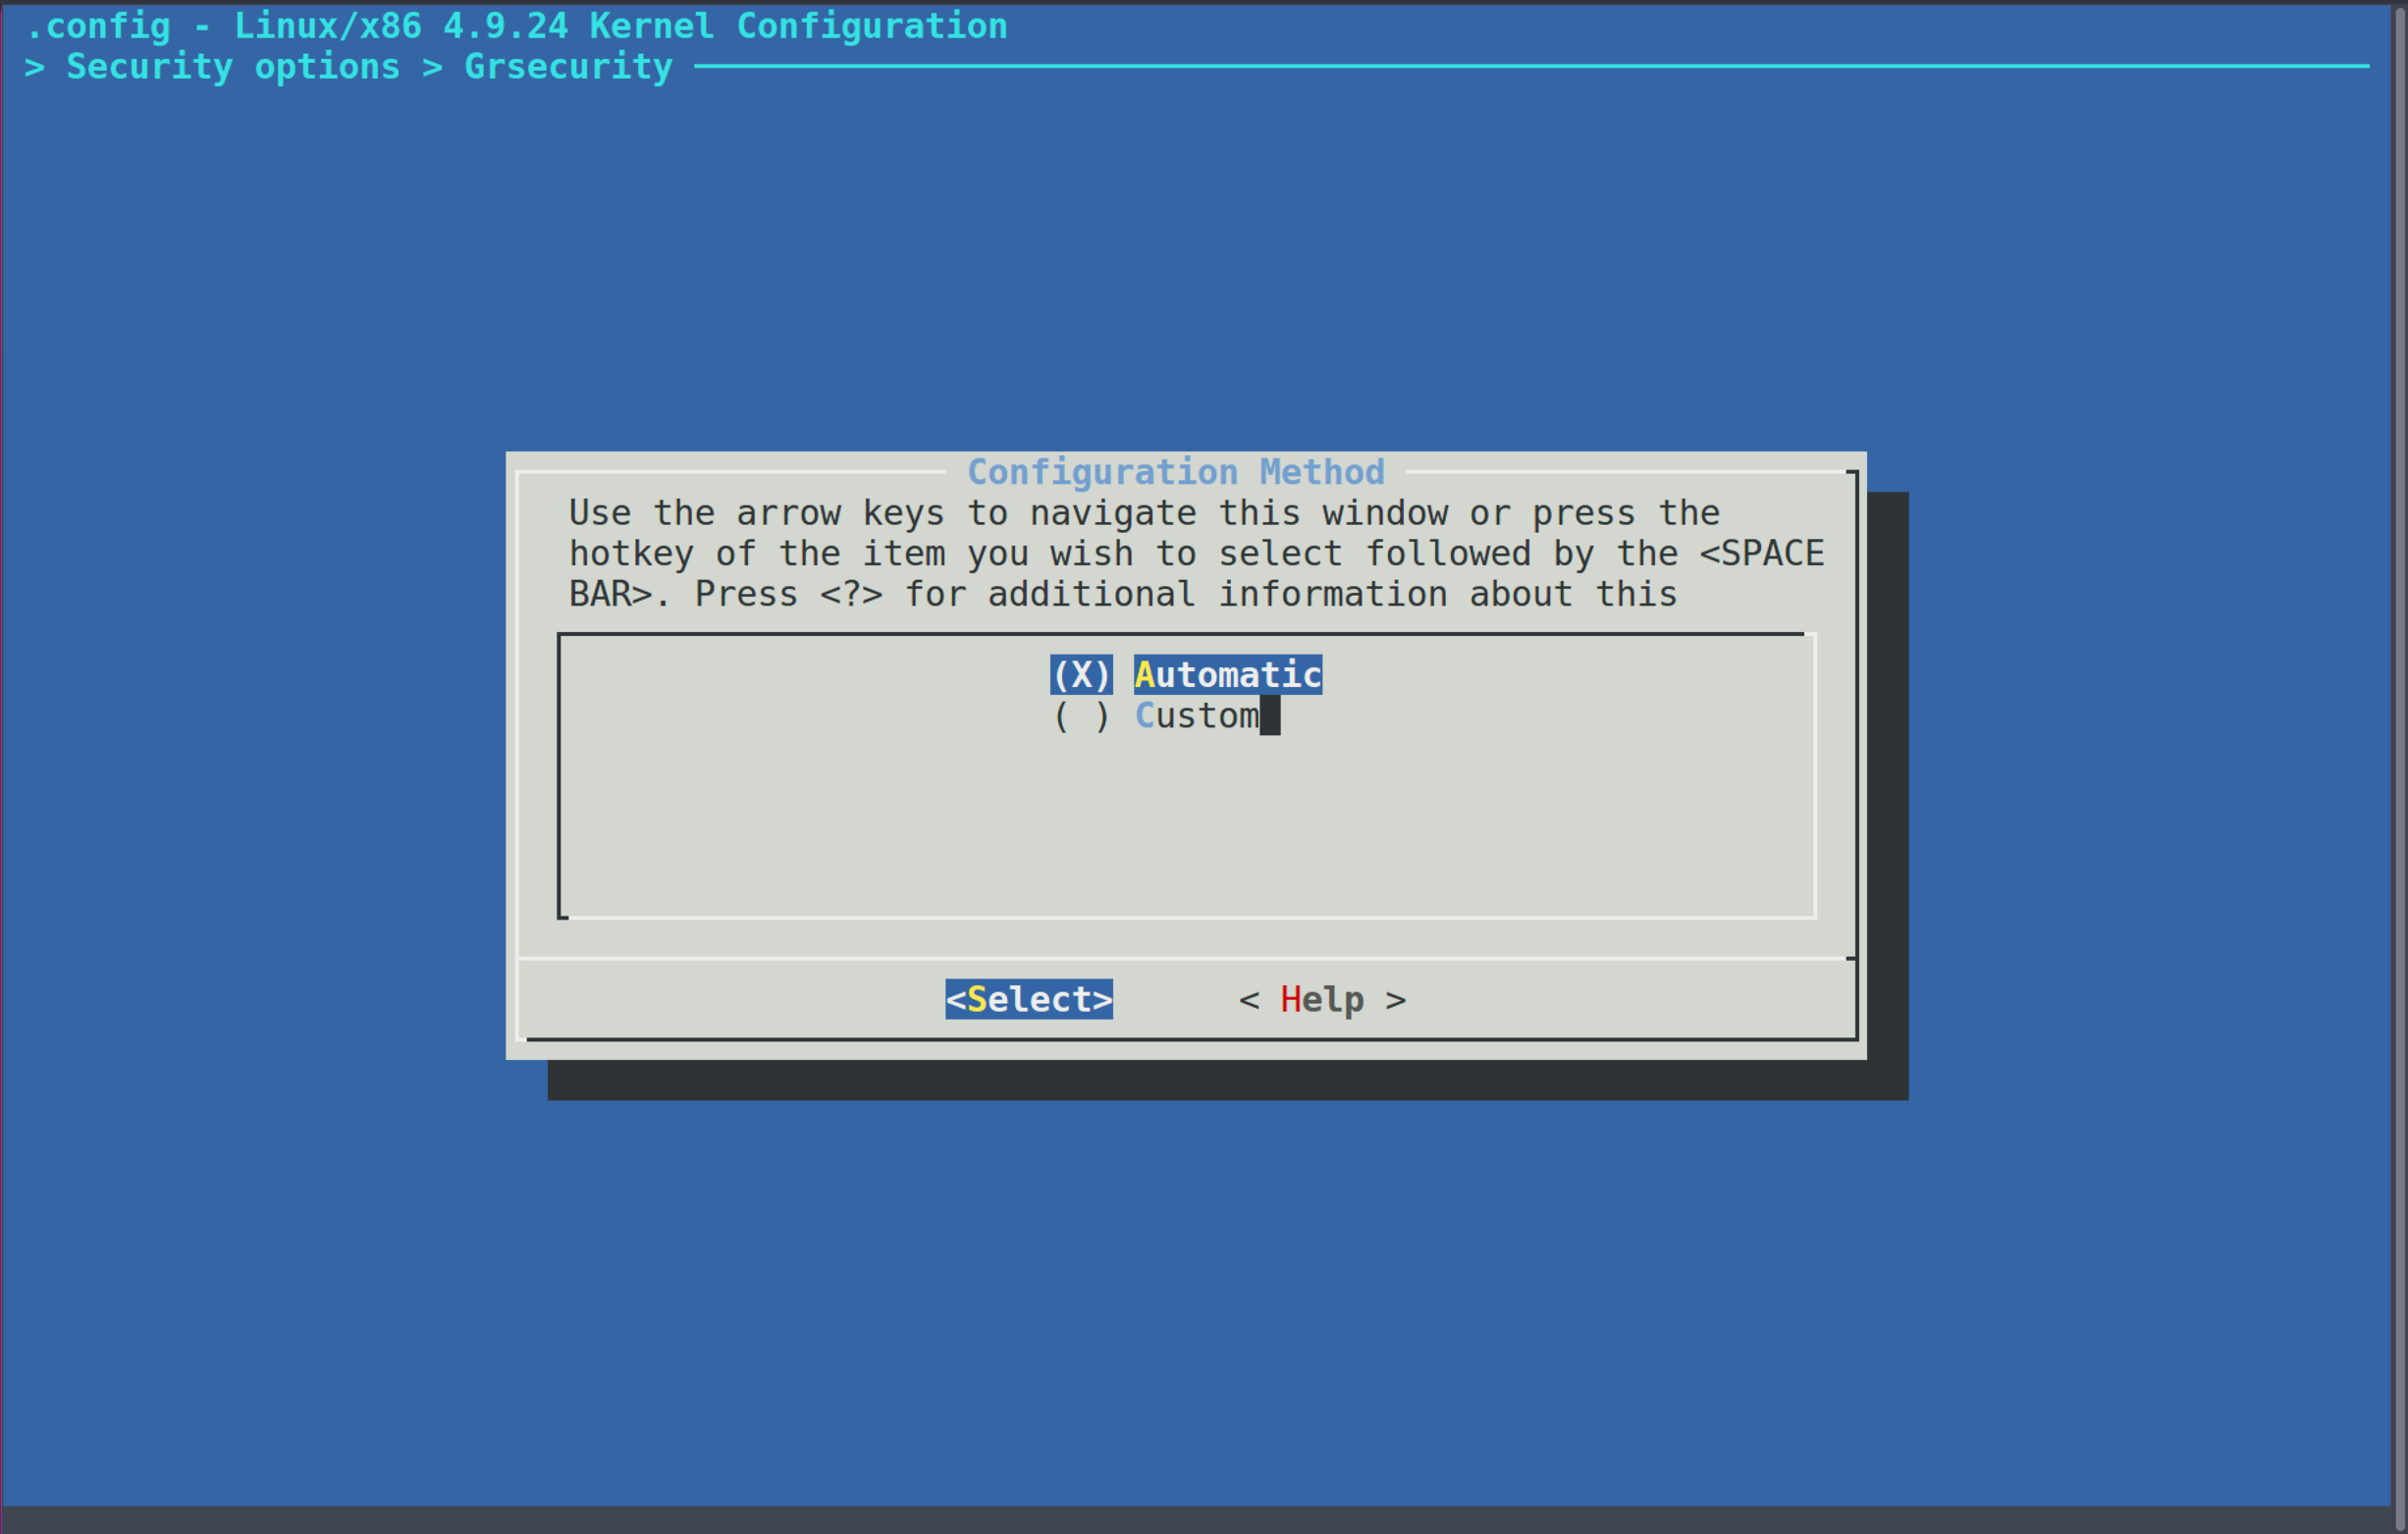 .config - Linux/x86 4.9.24 Kernel Configuration
> Security options > Grsecurity
Configuration Method
Use the arrow keys to navigate this window or press the
hotkey of the item you wish to select followed by the <SPACE
BAR>. Press <?> for additional information about this
(X) Automatic
( ) Custom
<Select> < Help >